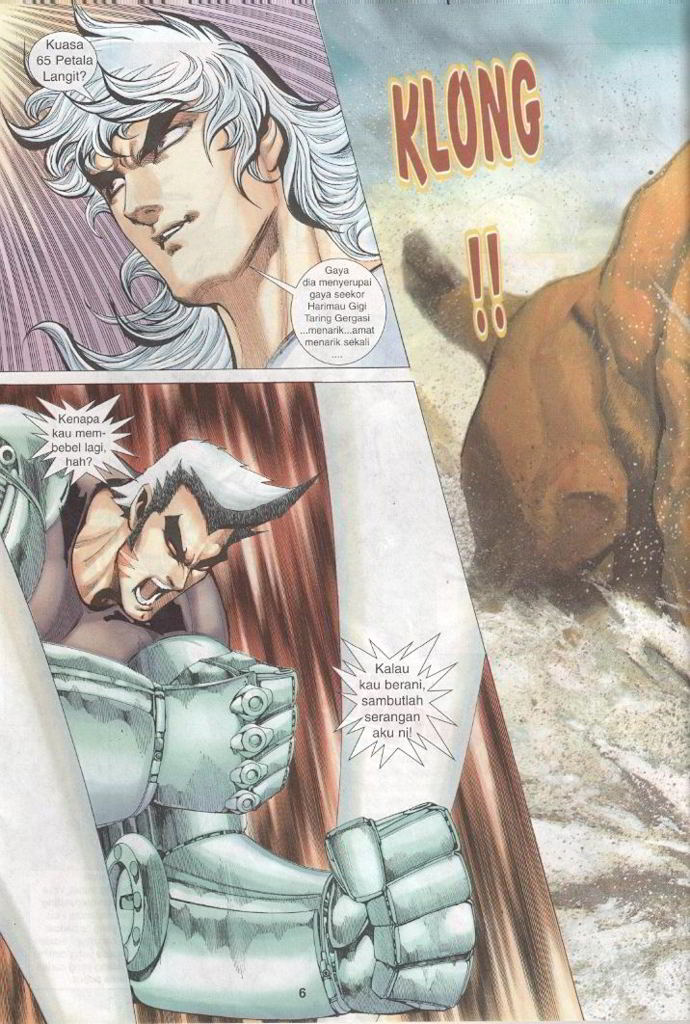 Kuasa
65 Petala
Langit?
KLONG
!!
Gaya
dia menyerupai
gaya seekor
Harimau Gigi
Taring Gergasi
...menarik...amat
menarik sekali
....
Kenapa
kau mem-
bebel lagi,
hah?
Kalau
kau berani,
sambutlah
serangan
aku ni!
6